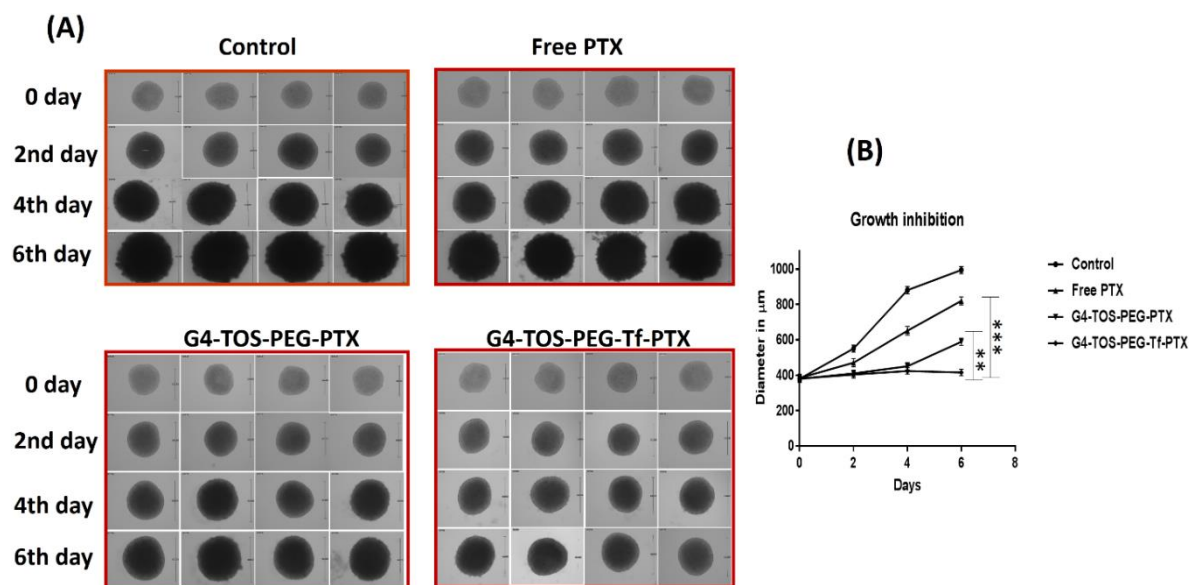 (A)
Control
Free PTX
0 day
2nd day
4th day
6th day
G4-TOS-PEG-PTX
G4-TOS-PEG-Tf-PTX
0 day
2nd day
4th day
6th day
(B)
Growth inhibition
Diameter in μm
1000
800
600
400
200
0
0 2 4 6 8
Days
**
***
Control
Free PTX
G4-TOS-PEG-PTX
G4-TOS-PEG-Tf-PTX